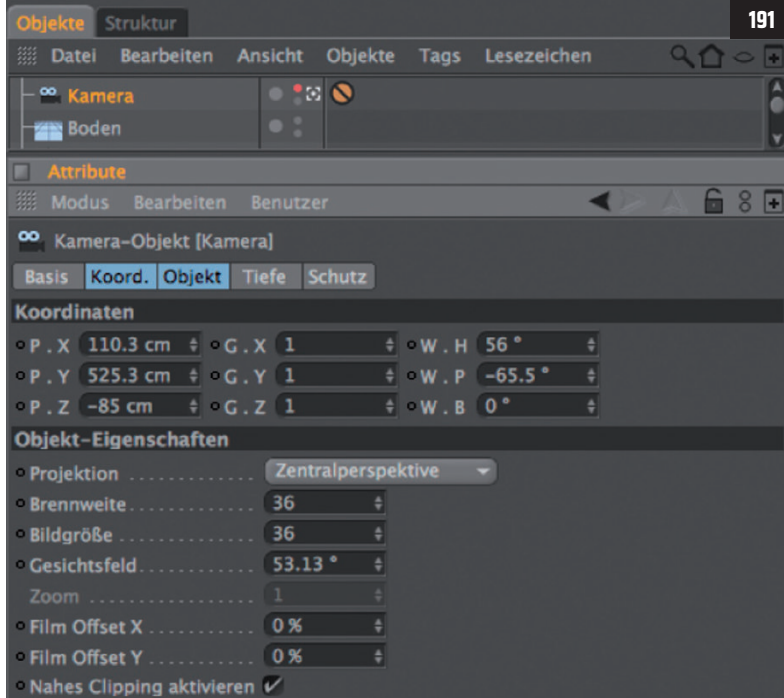 Objekte Struktur 191
Datei Bearbeiten Ansicht Objekte Tags Lesezeichen
Kamera
Boden
Attribute
Modus Bearbeiten Benutzer
Kamera-Objekt [Kamera]
Basis Koord. Objekt Tiefe Schutz
Koordinaten
P . X 110.3 cm G . X 1 W . H 56 °
P . Y 525.3 cm G . Y 1 W . P -65.5 °
P . Z -85 cm G . Z 1 W . B 0 °
Objekt-Eigenschaften
Projektion ............. Zentralperspektive
Brennweite............. 36
Bildgröße ............. 36
Gesichtsfeld............ 53.13 °
Zoom ................. 1
Film Offset X ........... 0 %
Film Offset Y ........... 0 %
Nahes Clipping aktivieren ✔